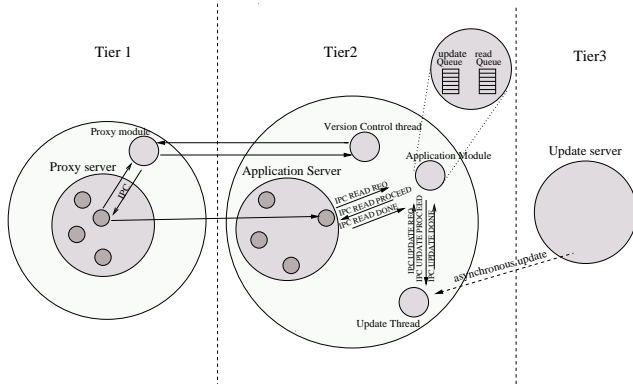 Tier 1
Tier2
Tier3
update
Queue
read
Queue
Proxy module
Version Control thread
Proxy server
IPC
Application Server
Application Module
Update server
IPC READ REQ
IPC READ PROCEED
IPC READ DONE
IPC UPDATE REQ
IPC UPDATE PROCEED
IPC UPDATE DONE
asynchronous update
Update Thread